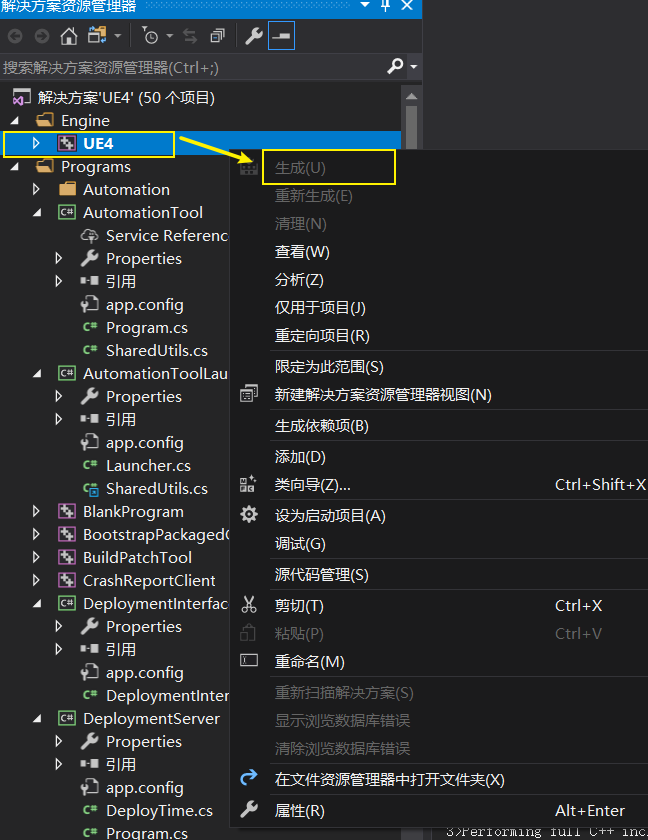 解决方案资源管理器
搜索解决方案资源管理器(Ctrl+;)
解决方案'UE4' (50 个项目)
Engine
UE4
Programs
Automation
AutomationTool
Service Referenc
Properties
引用
app.config
Program.cs
SharedUtils.cs
AutomationToolLau
Properties
引用
app.config
Launcher.cs
SharedUtils.cs
BlankProgram
BootstrapPackagedG
BuildPatchTool
CrashReportClient
DeploymentInterfac
Properties
引用
app.config
DeploymentInter
DeploymentServer
Properties
引用
app.config
DeployTime.cs
Program.cs
生成(U)
重新生成(E)
清理(N)
查看(W)
分析(Z)
仅用于项目(J)
重定向项目(R)
限定为此范围(S)
新建解决方案资源管理器视图(N)
生成依赖项(B)
添加(D)
类向导(Z)... Ctrl+Shift+X
设为启动项目(A)
调试(G)
源代码管理(S)
剪切(T) Ctrl+X
粘贴(P) Ctrl+V
重命名(M)
重新扫描解决方案(S)
显示浏览数据库错误
清除浏览数据库错误
在文件资源管理器中打开文件夹(X)
属性(R) Alt+Enter
3>Performing full C++ inc